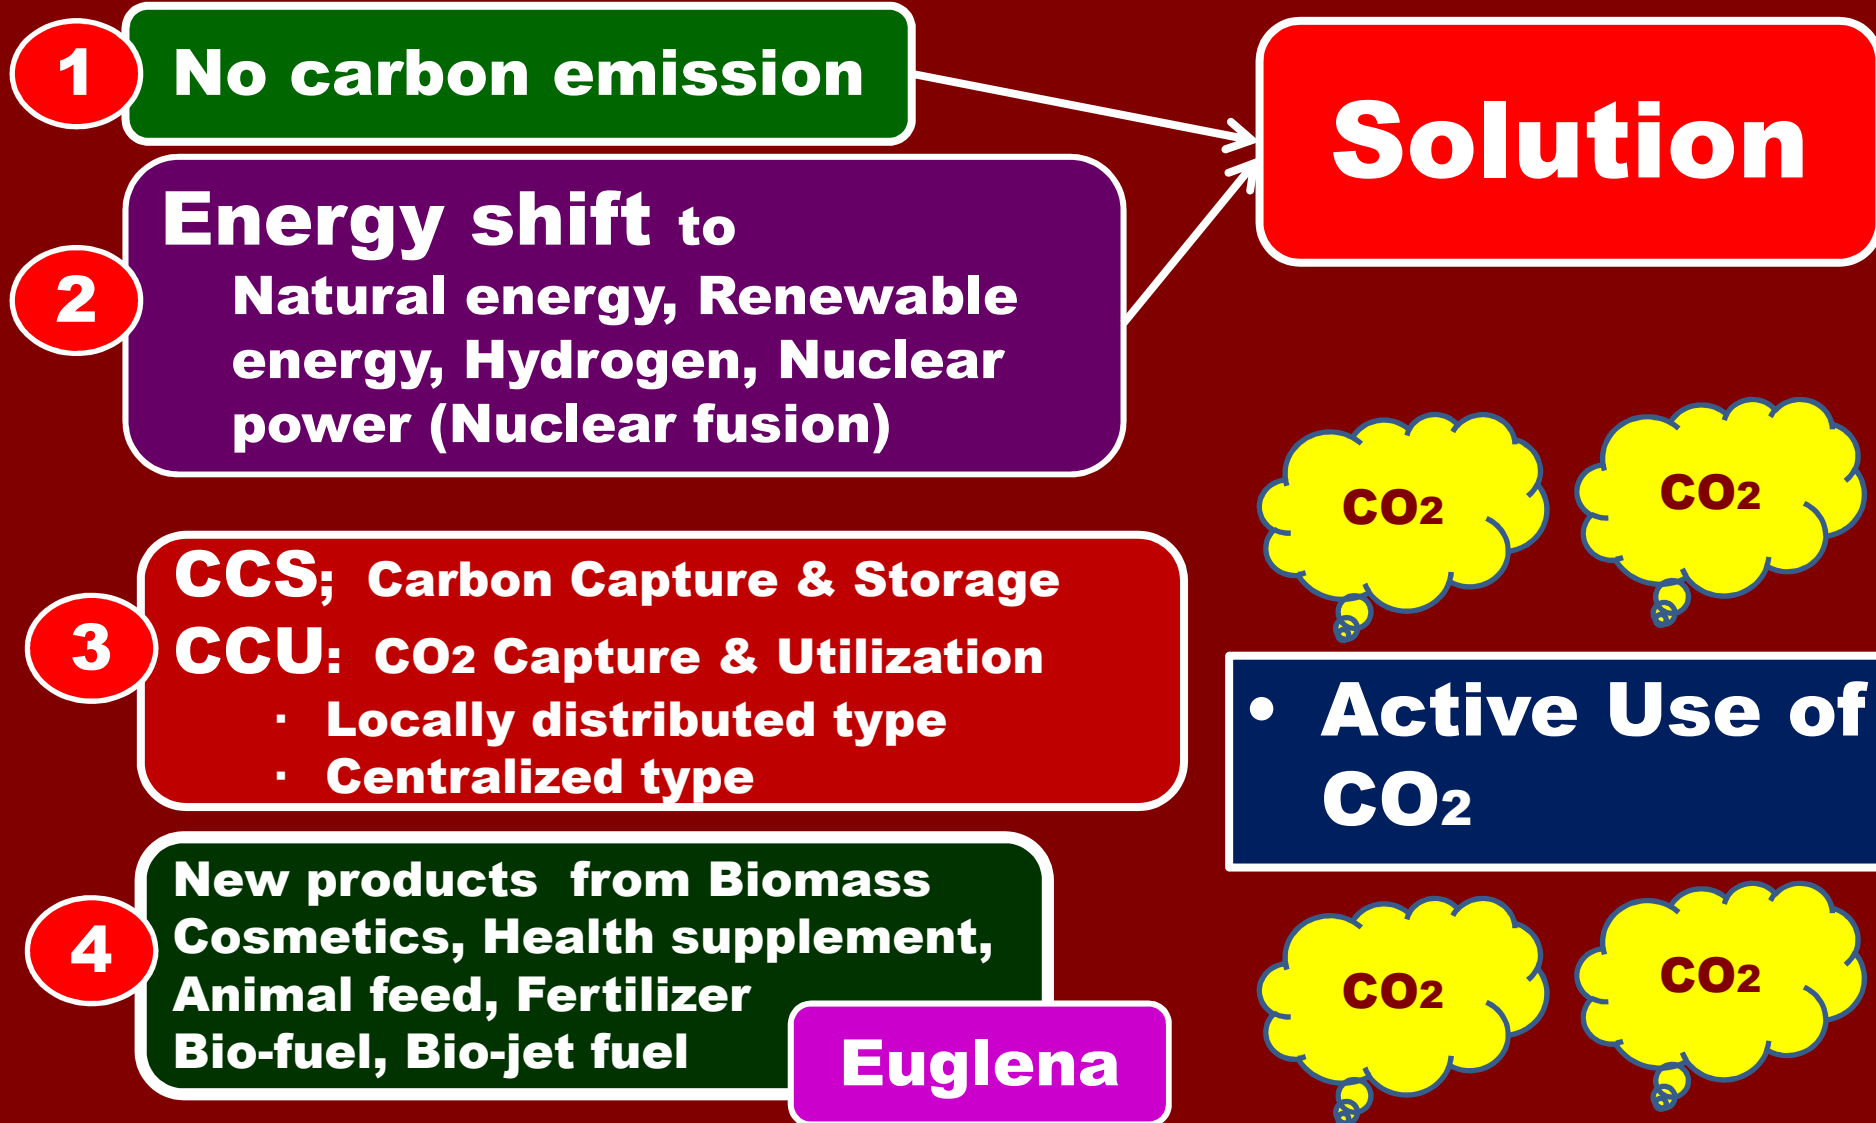 1
No carbon emission
Solution
2
Energy shift to
Natural energy, Renewable
energy, Hydrogen, Nuclear
power (Nuclear fusion)
3
CCS; Carbon Capture & Storage
CCU: CO2 Capture & Utilization
· Locally distributed type
· Centralized type
4
New products from Biomass
Cosmetics, Health supplement,
Animal feed, Fertilizer
Bio-fuel, Bio-jet fuel
Euglena
CO2
CO2
• Active Use of
CO2
CO2
CO2